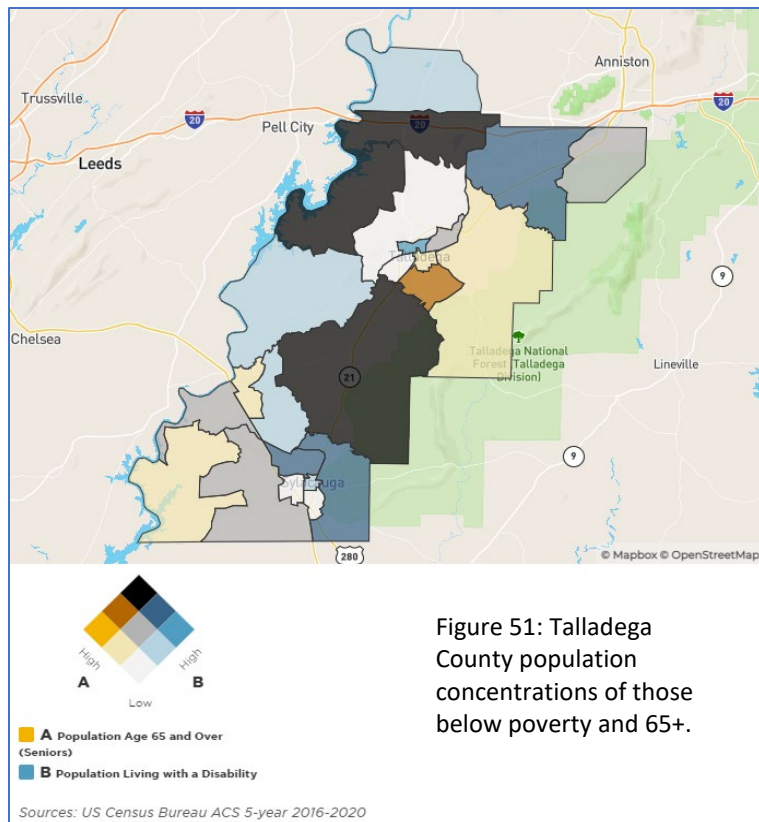 Anniston
Trussville
20
20
20
Pell City
Leeds
Talladega
9
Chelsea
Talladega National
Forest (Talladega
Division)
Lineville
21
9
Sylacauga
280
© Mapbox © OpenStreetMap
High
High
A
B
Low
A Population Age 65 and Over
(Seniors)
B Population Living with a Disability
Sources: US Census Bureau ACS 5-year 2016-2020
Figure 51: Talladega
County population
concentrations of those
below poverty and 65+.